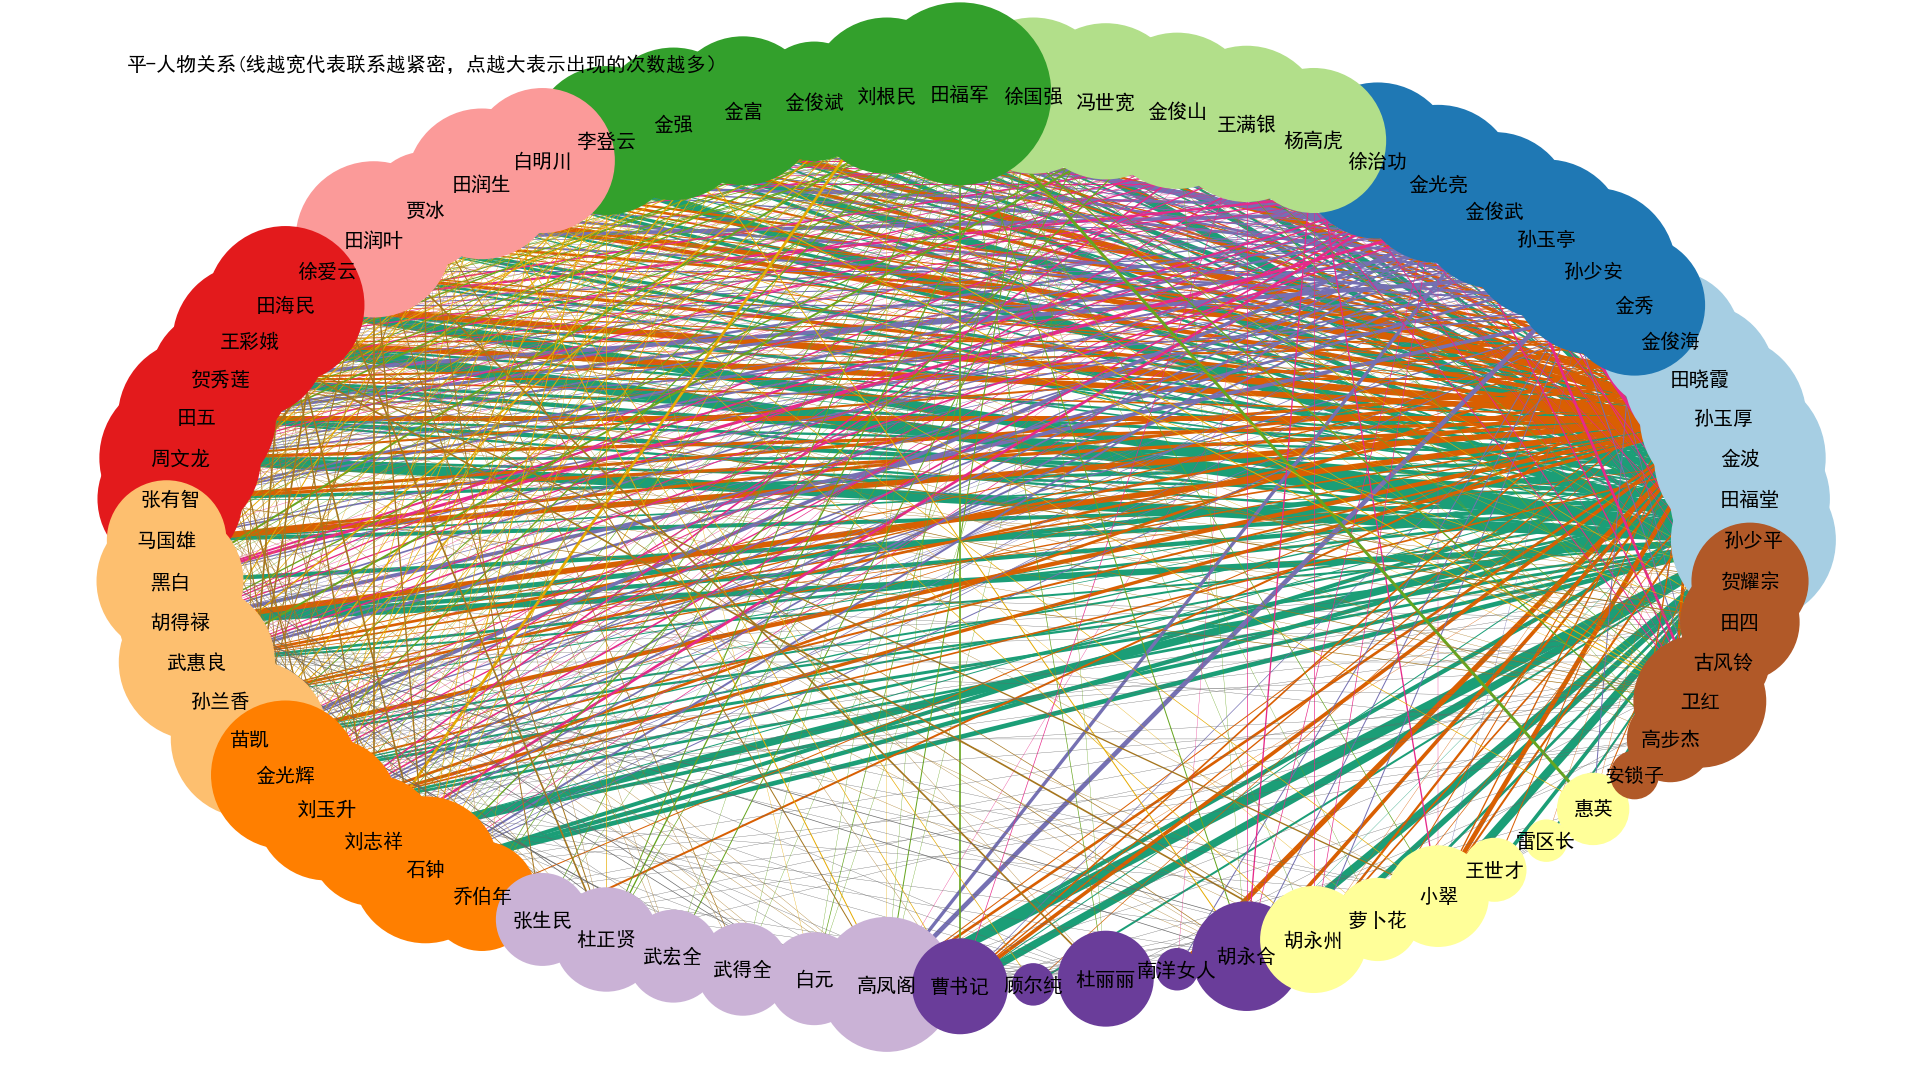 平-人物关系(线越宽代表联系越紧密，点越大表示出现的次数越多)
田福军
刘根民
金俊斌
金富
金强
李登云
白明川
田润生
贾冰
田润叶
徐爱云
田海民
王彩娥
贺秀莲
田五
周文龙
张有智
马国雄
黑白
胡得禄
武惠良
孙兰香
苗凯
金光辉
刘玉升
刘志祥
石钟
乔伯年
张生民
杜正贤
武宏全
武得全
白元
高凤阁
曹书记
顾尔纯
杜丽丽
南洋女人
胡永合
胡永州
萝卜花
小翠
王世才
雷区长
惠英
安锁子
高步杰
卫红
古风铃
田四
贺耀宗
孙少平
田福堂
金波
孙玉厚
田晓霞
金俊海
金秀
孙少安
孙玉亭
金俊武
金光亮
徐治功
杨高虎
王满银
金俊山
冯世宽
徐国强